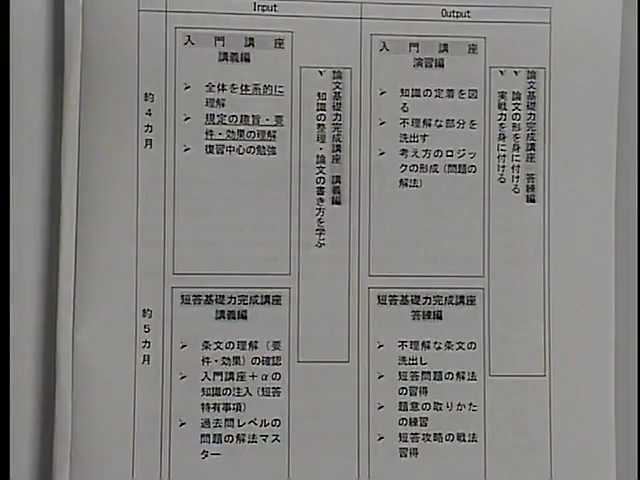 Input
Output
約4カ月
入門講座
講義編
➢ 全体を体系的に
理解
➢ 規定の趣旨・要
件・効果の理解
➢ 復習中心の勉強
論文基礎力完成講座 講義編
✓ 知識の整理・論文の書き方を学ぶ
入門講座
演習編
➢ 知識の定着を図
る
➢ 不理解な部分を
洗出す
➢ 考え方のロジッ
クの形成（問題の
解法）
論文基礎力完成講座 答練編
✓ 論文の形を身に付ける
✓ 実戦力を身に付ける
約5カ月
短答基礎力完成講座
講義編
➢ 条文の理解（要
件・効果）の確認
➢ 入門講座＋αの
知識の注入（短答
特有事項）
➢ 過去問レベルの
問題の解法マス
ター
短答基礎力完成講座
答練編
➢ 不理解な条文の
洗出し
➢ 短答問題の解法
の習得
➢ 題意の取りかた
の練習
➢ 短答攻略の戦法
習得